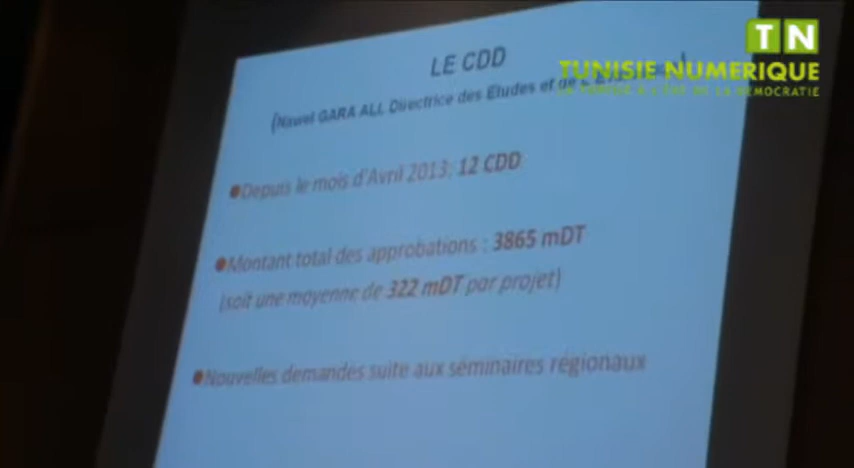 TN
TUNISIE NUMERIQUE
LE CDD
(Nawel GARA ALL Directrice des Etudes et de
DEMOCRATIE
●Depuis le mois d'Avril 2013: 12 CDD
●Montant total des approbations : 3865 mDT
(soit une moyenne de 322 mDT par projet)
●Nouvelles demandes suite aux séminaires régionaux